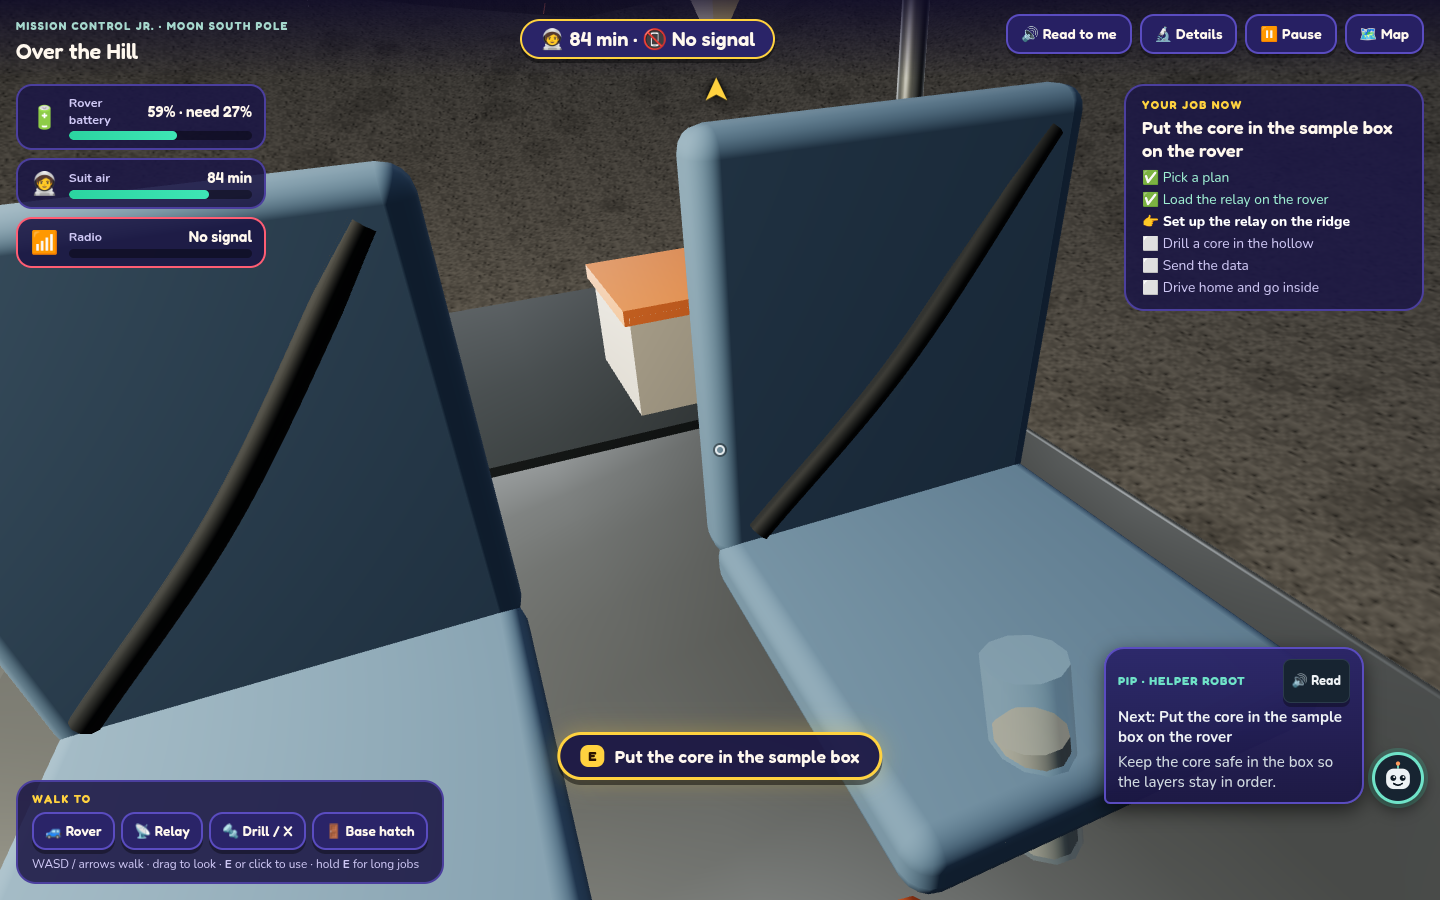 MISSION CONTROL JR. · MOON SOUTH POLE
Over the Hill
84 min · No signal
Read to me
Details
Pause
Map
Rover battery
59% · need 27%
Suit air
84 min
Radio
No signal
YOUR JOB NOW
Put the core in the sample box
on the rover
Pick a plan
Load the relay on the rover
Set up the relay on the ridge
Drill a core in the hollow
Send the data
Drive home and go inside
PIP · HELPER ROBOT
Read
Next: Put the core in the sample
box on the rover
Keep the core safe in the box so
the layers stay in order.
E Put the core in the sample box
WALK TO
Rover
Relay
Drill / X
Base hatch
WASD / arrows walk · drag to look · E or click to use · hold E for long jobs